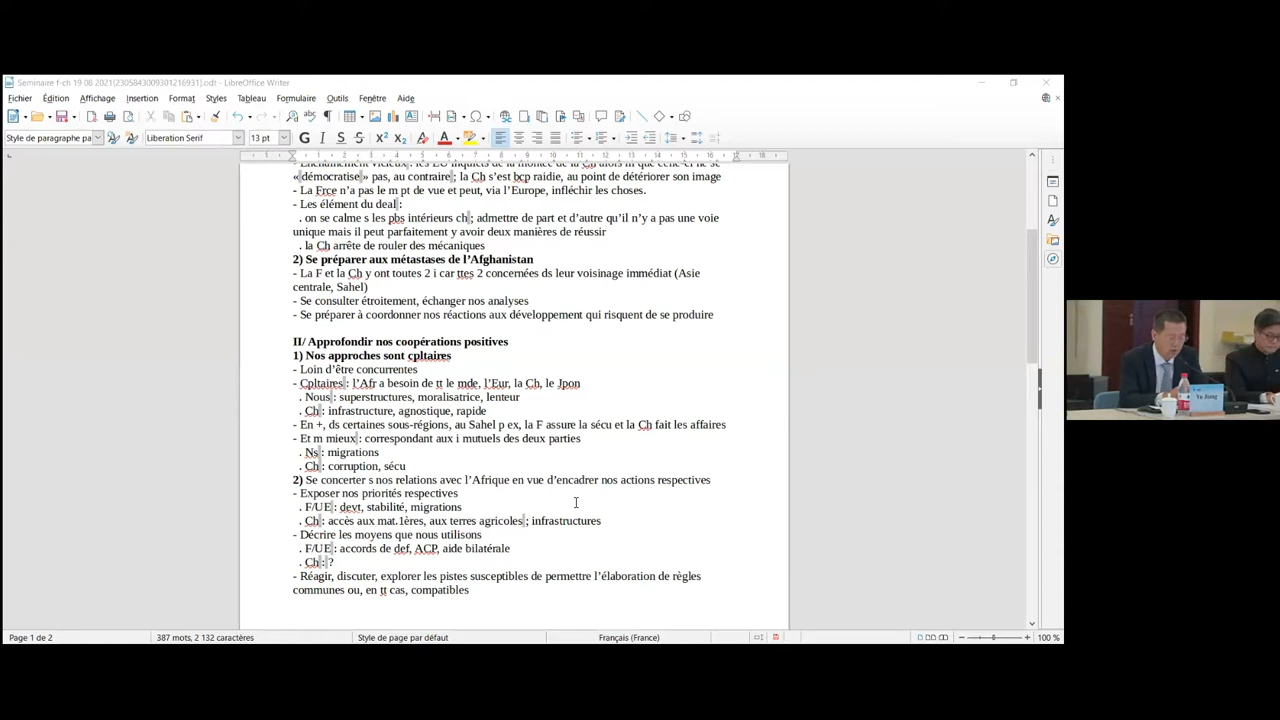 Seminaire f-ch 19 08 2021(2305843009301216931].odt - LibreOffice Writer
Fichier Édition Affichage Insertion Format Styles Tableau Formulaire Outils Fenêtre Aide
Style de paragraphe pa Liberation Serif 13 pt
«démocratise » pas, au contraire ; la Ch s’est bcp raidie, au point de détériorer son image
- La Frce n’a pas le m pt de vue et peut, via l’Europe, infléchir les choses.
- Les élément du deal :
. on se calme s les pbs intérieurs ch ; admettre de part et d’autre qu’il n’y a pas une voie
unique mais il peut parfaitement y avoir deux manières de réussir
. la Ch arrête de rouler des mécaniques
2) Se préparer aux métastases de l’Afghanistan
- La F et la Ch y ont toutes 2 i car ttes 2 concernées ds leur voisinage immédiat (Asie
centrale, Sahel)
- Se consulter étroitement, échanger nos analyses
- Se préparer à coordonner nos réactions aux développement qui risquent de se produire
II/ Approfondir nos coopérations positives
1) Nos approches sont cpltaires
- Loin d’être concurrentes
- Cpltaires : l’Afr a besoin de tt le mde, l’Eur, la Ch, le Jpon
. Nous : superstructures, moralisatrice, lenteur
. Ch : infrastructure, agnostique, rapide
- En +, ds certaines sous-régions, au Sahel p ex, la F assure la sécu et la Ch fait les affaires
- Et m mieux : correspondant aux i mutuels des deux parties
. Ns : migrations
. Ch : corruption, sécu
2) Se concerter s nos relations avec l’Afrique en vue d’encadrer nos actions respectives
- Exposer nos priorités respectives
. F/UE : devt, stabilité, migrations
. Ch : accès aux mat.1ères, aux terres agricoles ; infrastructures
- Décrire les moyens que nous utilisons
. F/UE : accords de def, ACP, aide bilatérale
. Ch : ?
- Réagir, discuter, explorer les pistes susceptibles de permettre l’élaboration de règles
communes ou, en tt cas, compatibles
Page 1 de 2 387 mots, 2 132 caractères Style de page par défaut Français (France) 100 %
Yu Jiang